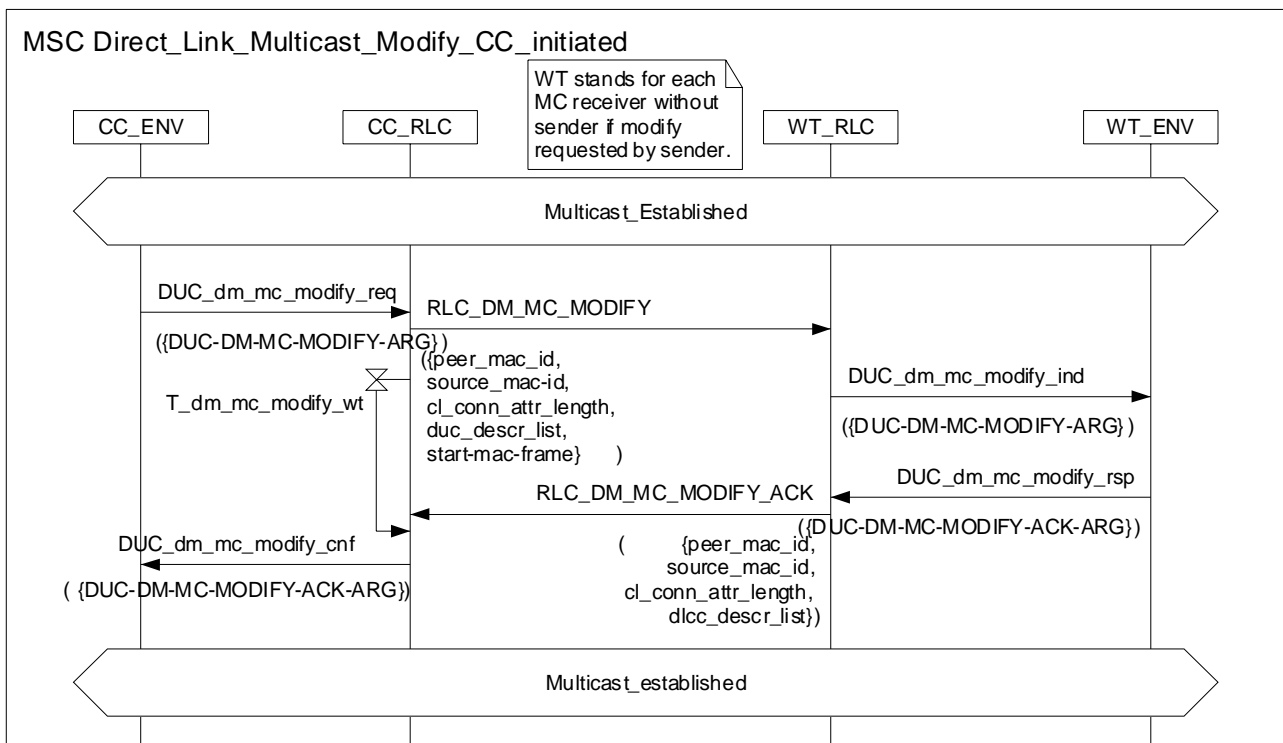 MSC Direct_Link_Multicast_Modify_CC_initiated
WT stands for each
MC receiver without
sender if modify
requested by sender.
CC_ENV
CC_RLC
WT_RLC
WT_ENV
Multicast_Established
DUC_dm_mc_modify_req
RLC_DM_MC_MODIFY
({DUC-DM-MC-MODIFY-ARG} )
({peer_mac_id,
source_mac-id,
cl_conn_attr_length,
duc_descr_list,
start-mac-frame} )
T_dm_mc_modify_wt
DUC_dm_mc_modify_ind
({DUC-DM-MC-MODIFY-ARG} )
DUC_dm_mc_modify_rsp
RLC_DM_MC_MODIFY_ACK
({DUC-DM-MC-MODIFY-ACK-ARG})
DUC_dm_mc_modify_cnf
( {peer_mac_id,
source_mac_id,
cl_conn_attr_length,
dlcc_descr_list})
( {DUC-DM-MC-MODIFY-ACK-ARG})
Multicast_established